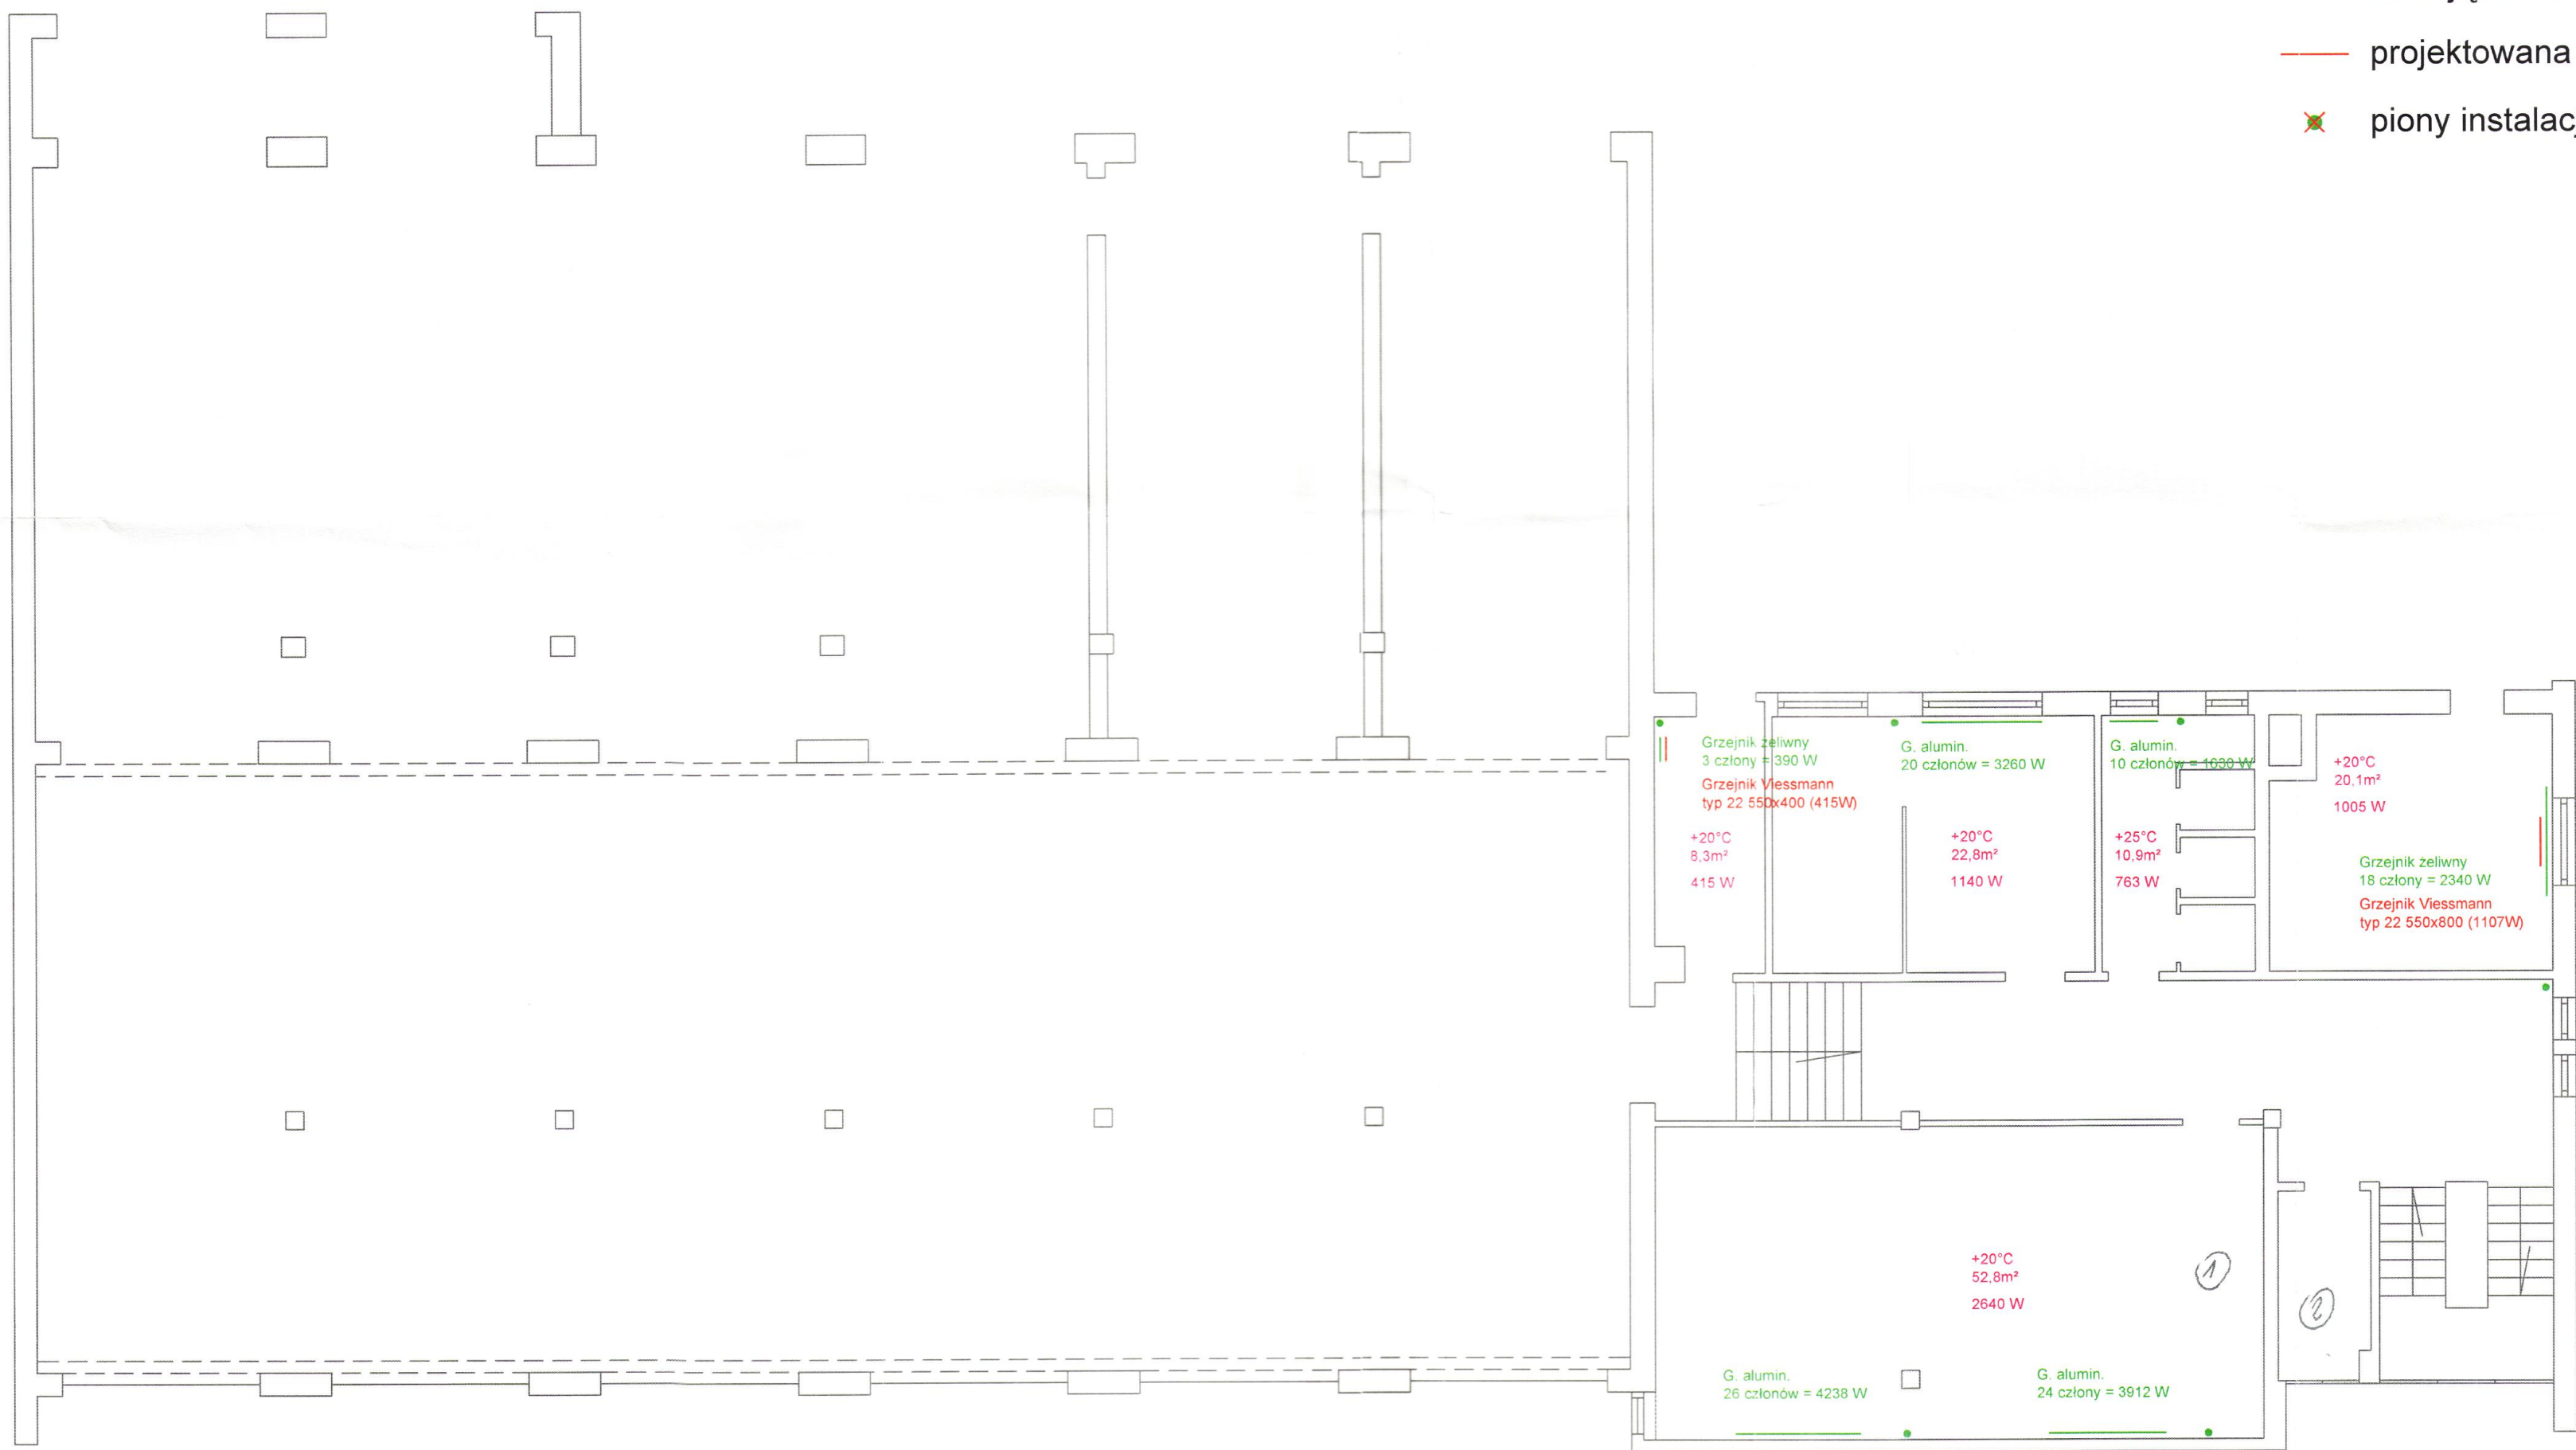 projektowana
piony instalac
Grzejnik żeliwny
3 człony = 390 W
Grzejnik Viessmann
typ 22 550x400 (415W)
+20°C
8,3m²
415 W
G. alumin.
20 członów = 3260 W
+20°C
22,8m²
1140 W
G. alumin.
10 członów = 1630 W
+25°C
10,9m²
763 W
+20°C
20,1m²
1005 W
Grzejnik żeliwny
18 człony = 2340 W
Grzejnik Viessmann
typ 22 550x800 (1107W)
+20°C
52,8m²
2640 W
1
2
G. alumin.
26 członów = 4238 W
G. alumin.
24 człony = 3912 W